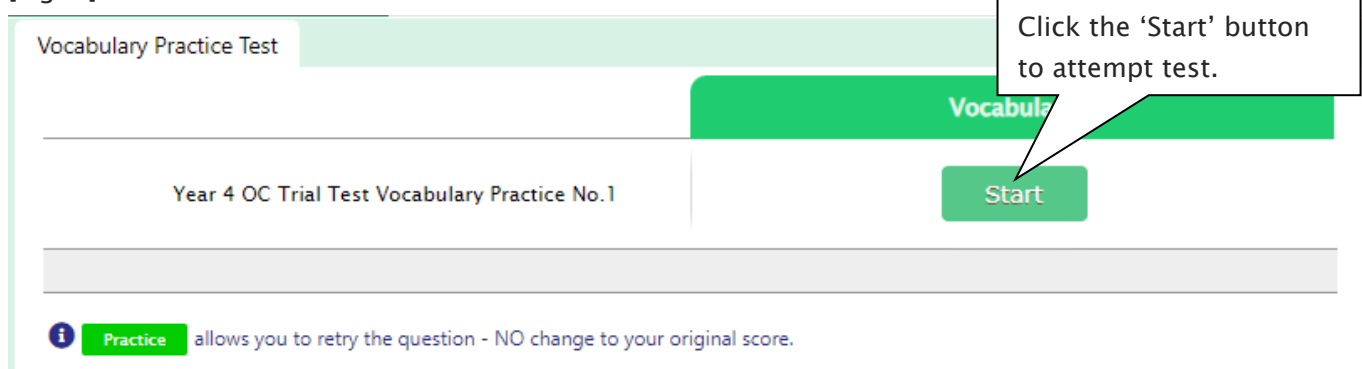 Vocabulary Practice Test
Click the ‘Start’ button
to attempt test.
Year 4 OC Trial Test Vocabulary Practice No.1
Start
Practice allows you to retry the question - NO change to your original score.